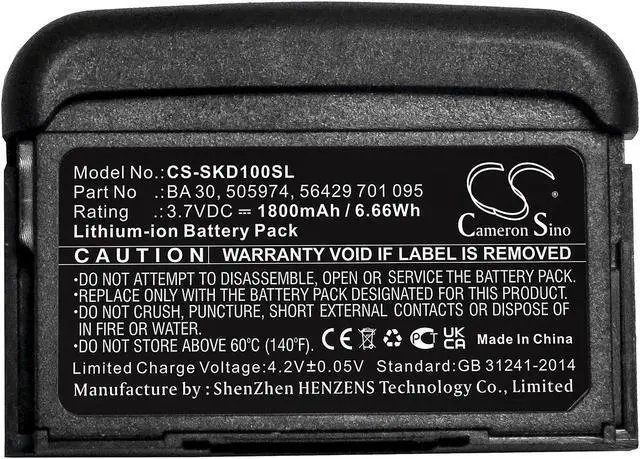 Model No.:CS-SKD100SL
Part No :BA 30, 505974, 56429 701 095
Rating :3.7VDC ⎓ 1800mAh / 6.66Wh
Lithium-ion Battery Pack
CS
Cameron Sino
CAUTION WARRANTY VOID IF LABEL IS REMOVED
•DO NOT ATTEMPT TO DISASSEMBLE, OPEN OR SERVICE THE BATTERY PACK.
•REPLACE ONLY WITH THE BATTERY PACK DESIGNATED FOR THIS PRODUCT.
•DO NOT CRUSH, PUNCTURE, SHORT EXTERNAL CONTACTS OR DISPOSE OF
IN FIRE OR WATER.
•DO NOT STORE ABOVE 60℃ (140℉).
CE UK CA Made In China
Limited Charge Voltage:4.2V±0.05V Standard:GB 31241-2014
Manufacture by : ShenZhen HENZENS Technology Co., Limited